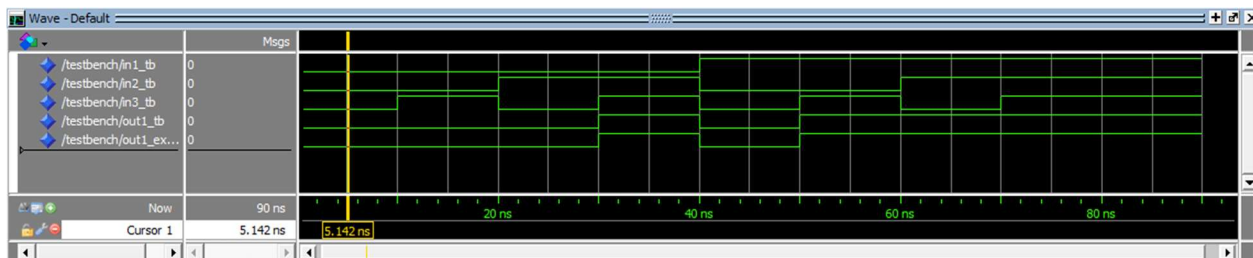 Wave - Default
Msgs
/testbench/in1_tb 0
/testbench/in2_tb 0
/testbench/in3_tb 0
/testbench/out1_tb 0
/testbench/out1_ex... 0
Now 90 ns
20 ns 40 ns 60 ns 80 ns
Cursor 1 5.142 ns 5.142 ns